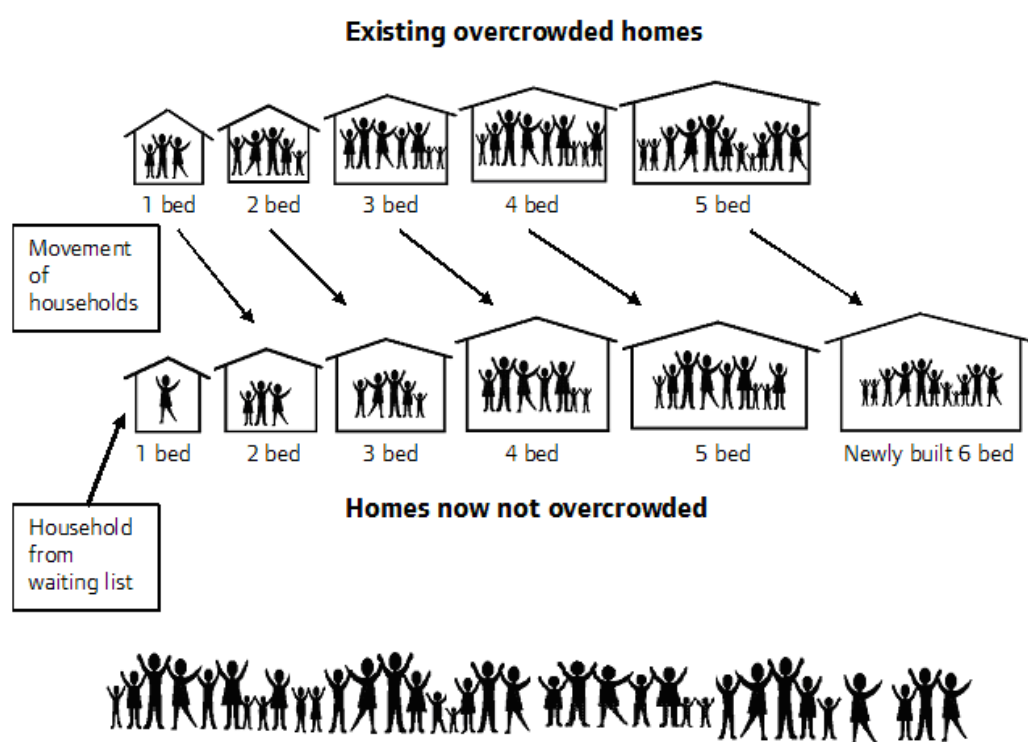 Existing overcrowded homes
1 bed 2 bed 3 bed 4 bed 5 bed
Movement
of
households
1 bed 2 bed 3 bed 4 bed 5 bed Newly built 6 bed
Homes now not overcrowded
Household
from
waiting list